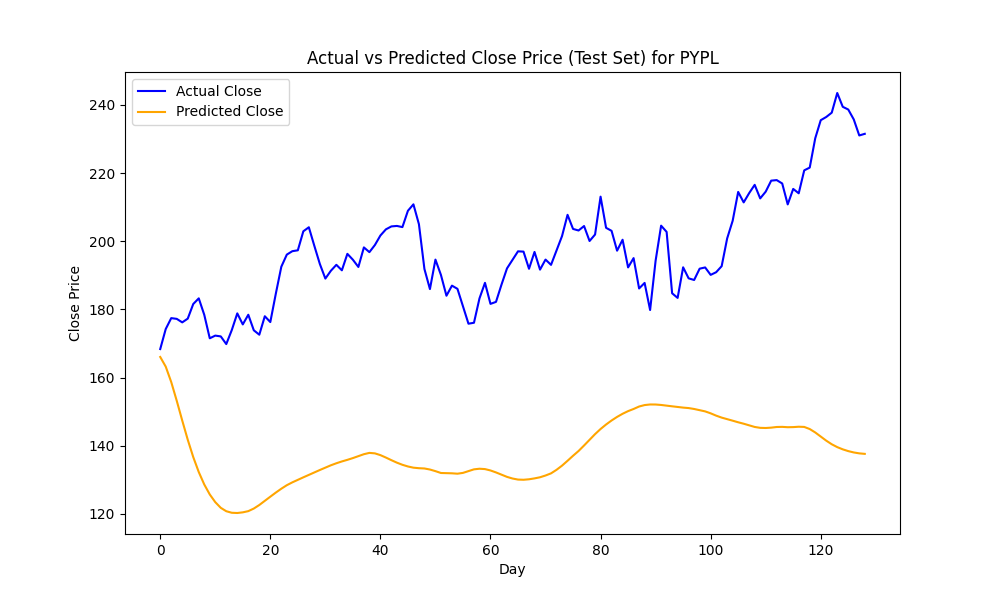 Actual vs Predicted Close Price (Test Set) for PYPL
Actual Close
Predicted Close
240
220
200
180
160
140
120
Close Price
0 20 40 60 80 100 120
Day